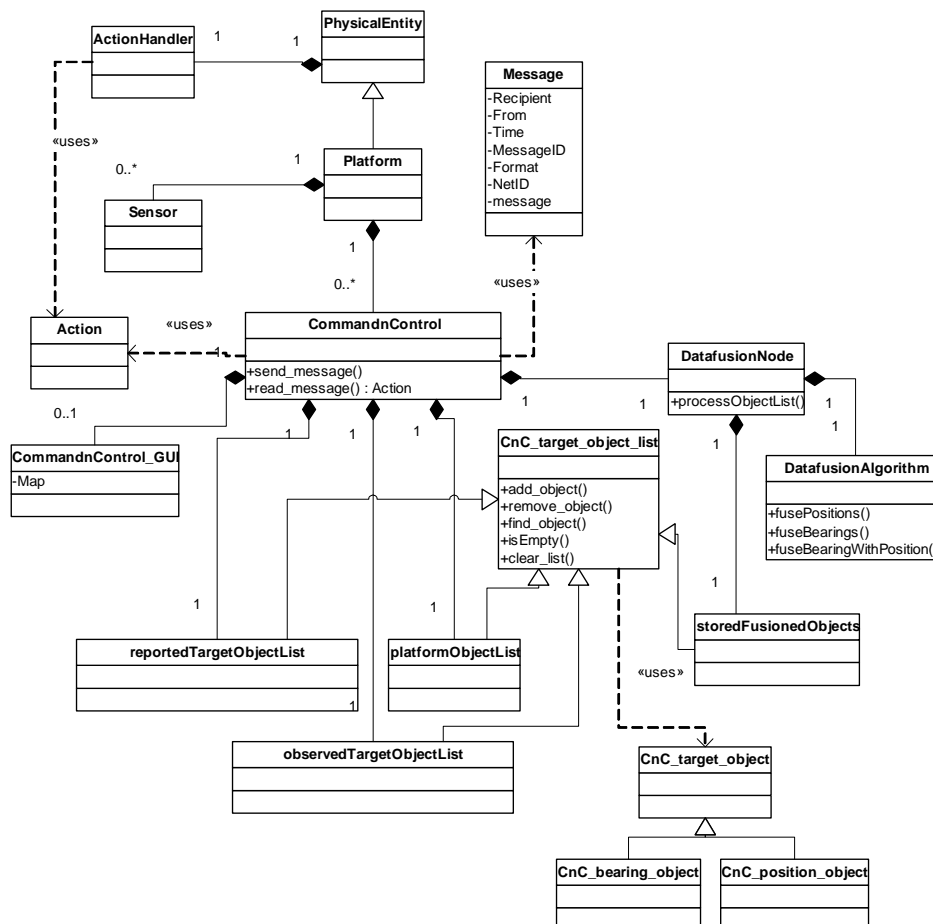 PhysicalEntity
ActionHandler
1
1
Message
-Recipient
-From
-Time
-MessageID
-Format
-NetID
-message
«uses»
Platform
1
0..*
Sensor
1
0..*
«uses»
CommandnControl
+send_message()
+read_message() : Action
Action
«uses»
1
DatafusionNode
+processObjectList()
0..1
1
1
1
1
1
1
1
1
CommandnControl_GUI
-Map
CnC_target_object_list
+add_object()
+remove_object()
+find_object()
+isEmpty()
+clear_list()
DatafusionAlgorithm
+fusePositions()
+fuseBearings()
+fuseBearingWithPosition(
1
1
1
storedFusionedObjects
reportedTargetObjectList
platformObjectList
«uses»
1
observedTargetObjectList
CnC_target_object
CnC_bearing_object
CnC_position_object